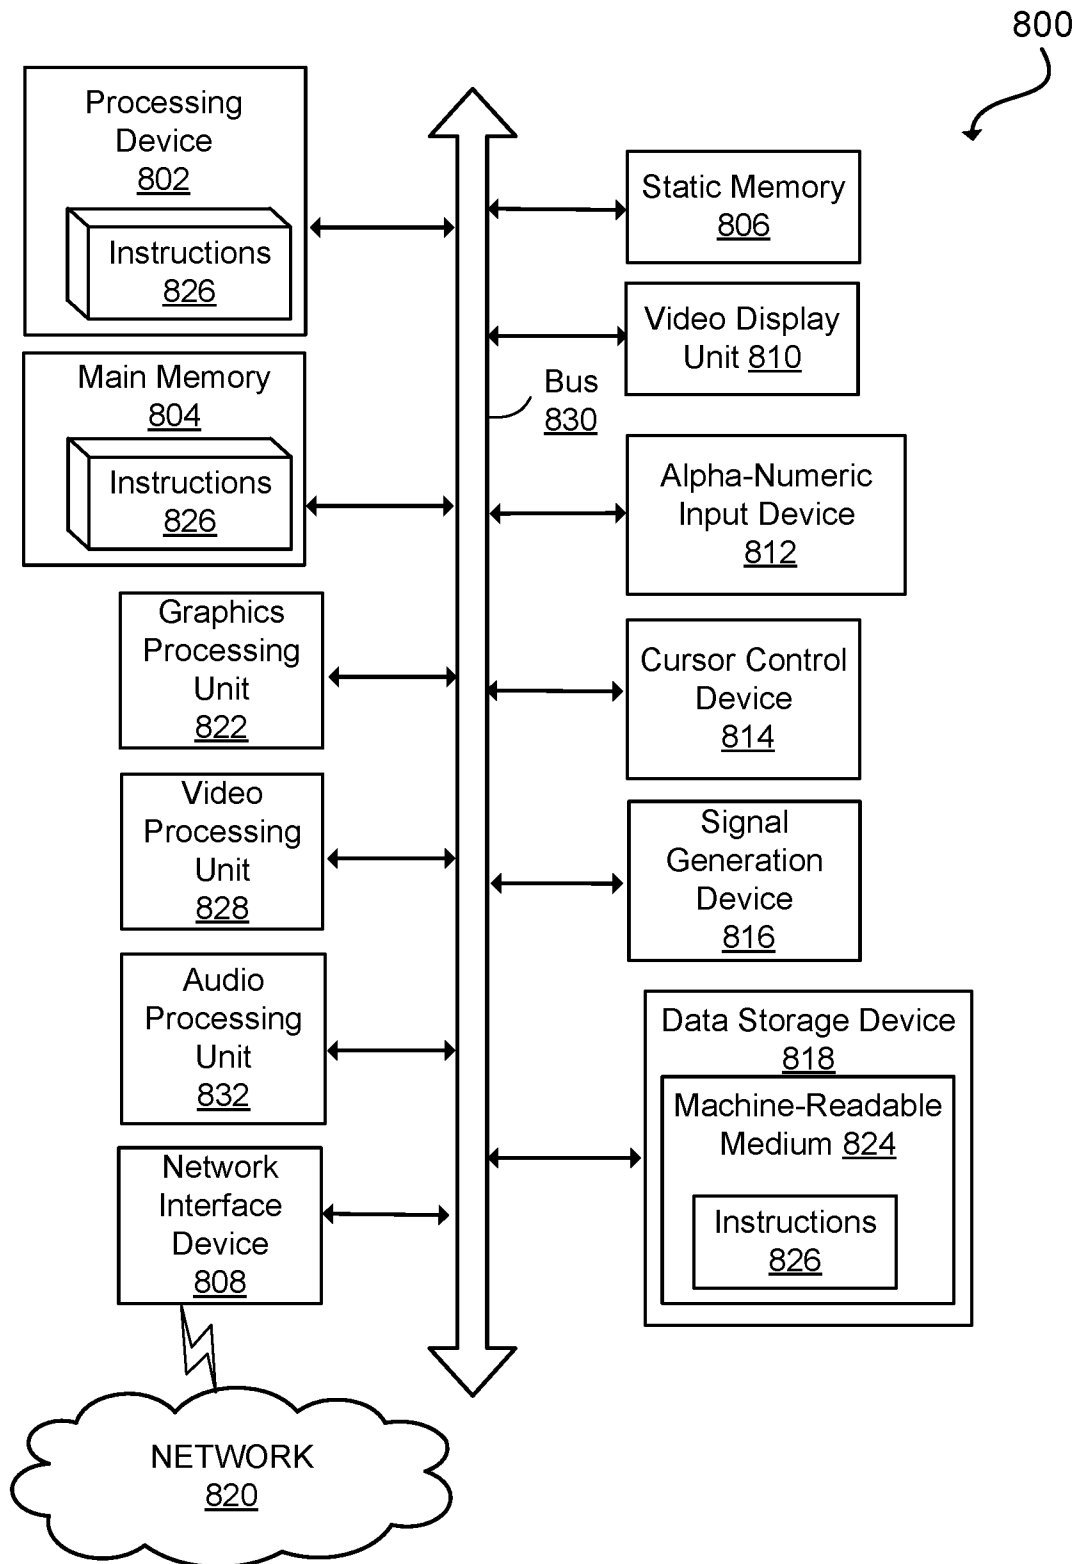 800
Processing
Device
802
Instructions
826
Main Memory
804
Instructions
826
Graphics
Processing
Unit
822
Video
Processing
Unit
828
Audio
Processing
Unit
832
Network
Interface
Device
808
NETWORK
820
Bus
830
Static Memory
806
Video Display
Unit 810
Alpha-Numeric
Input Device
812
Cursor Control
Device
814
Signal
Generation
Device
816
Data Storage Device
818
Machine-Readable
Medium 824
Instructions
826